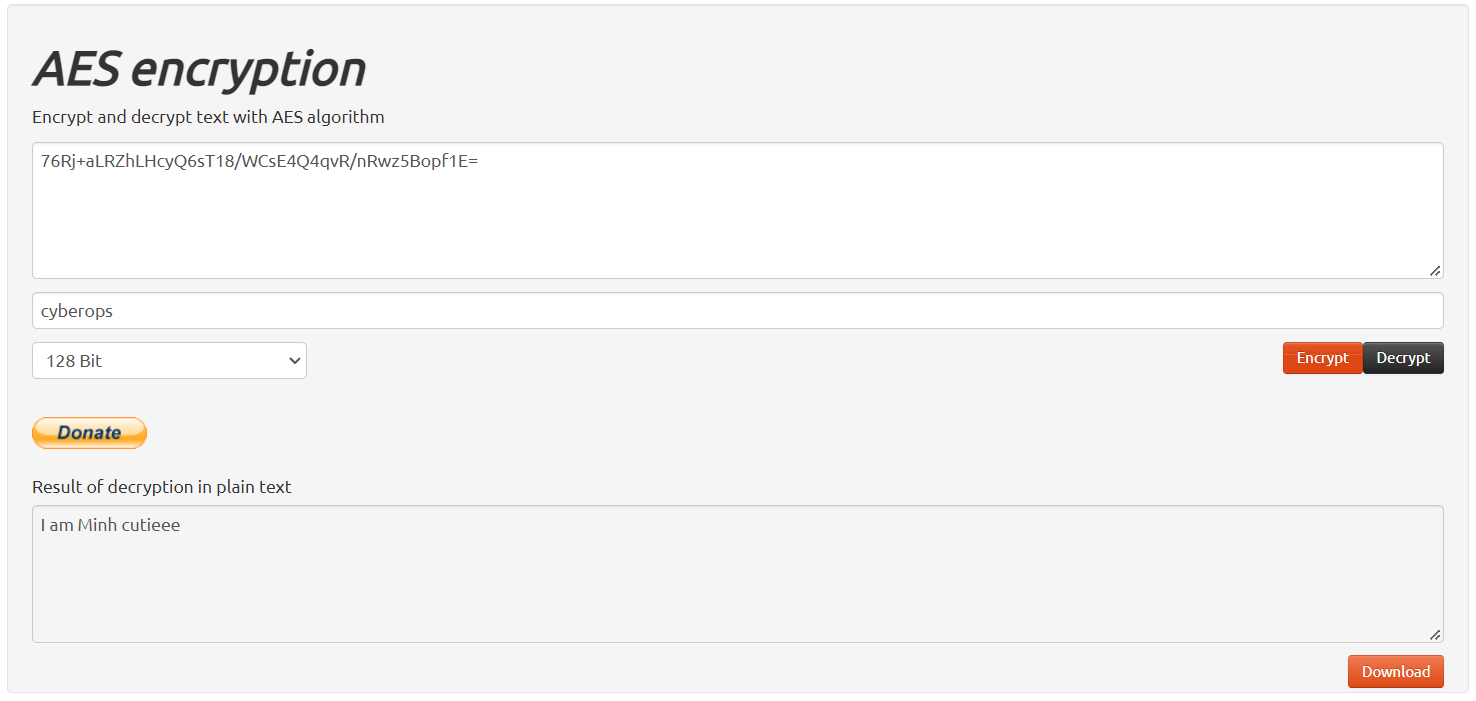 AES encryption
Encrypt and decrypt text with AES algorithm
76Rj+aLRZhLHcyQ6sT18/WCsE4Q4qvR/nRwz5Bopf1E=
cyberops
128 Bit
Encrypt Decrypt
Donate
Result of decryption in plain text
I am Minh cutieee
Download